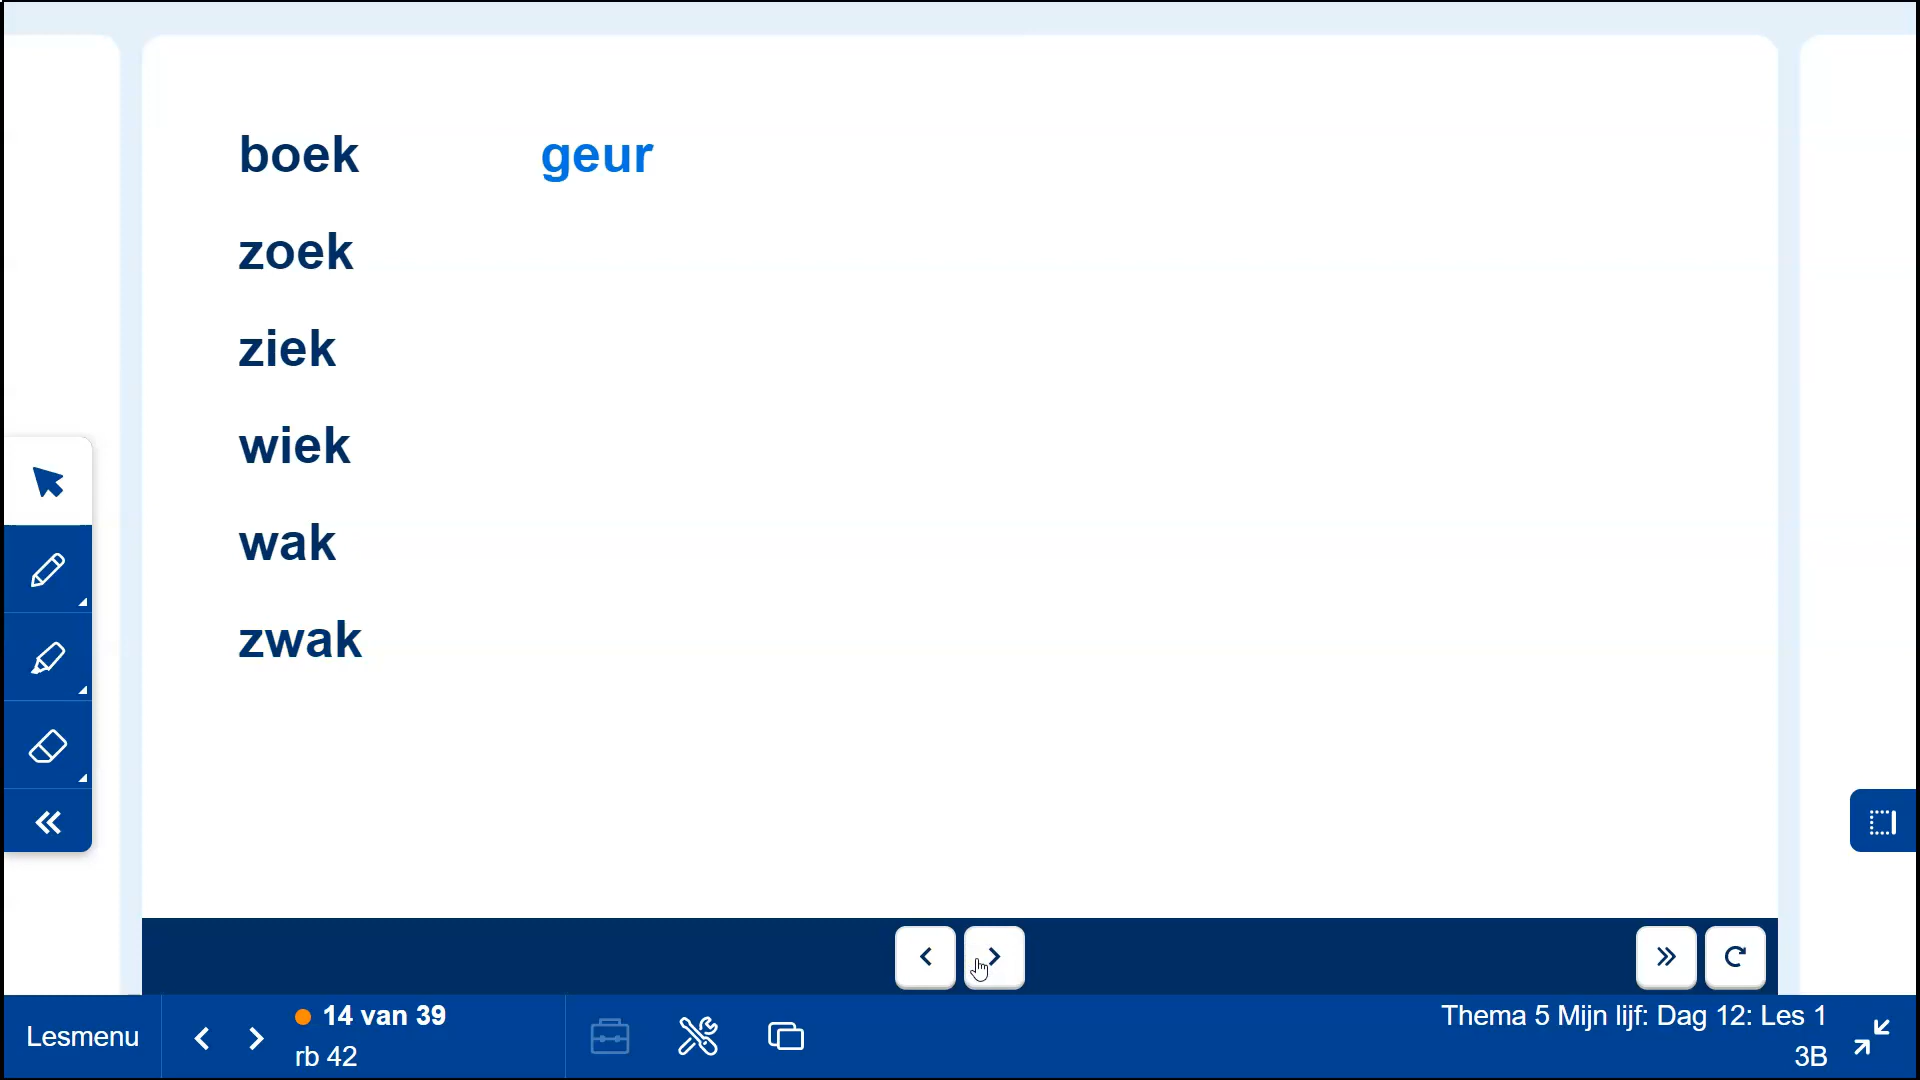 boek
zoek
ziek
wiek
wak
zwak
geur
Lesmenu
14 van 39
rb 42
Thema 5 Mijn lijf: Dag 12: Les 1
3B